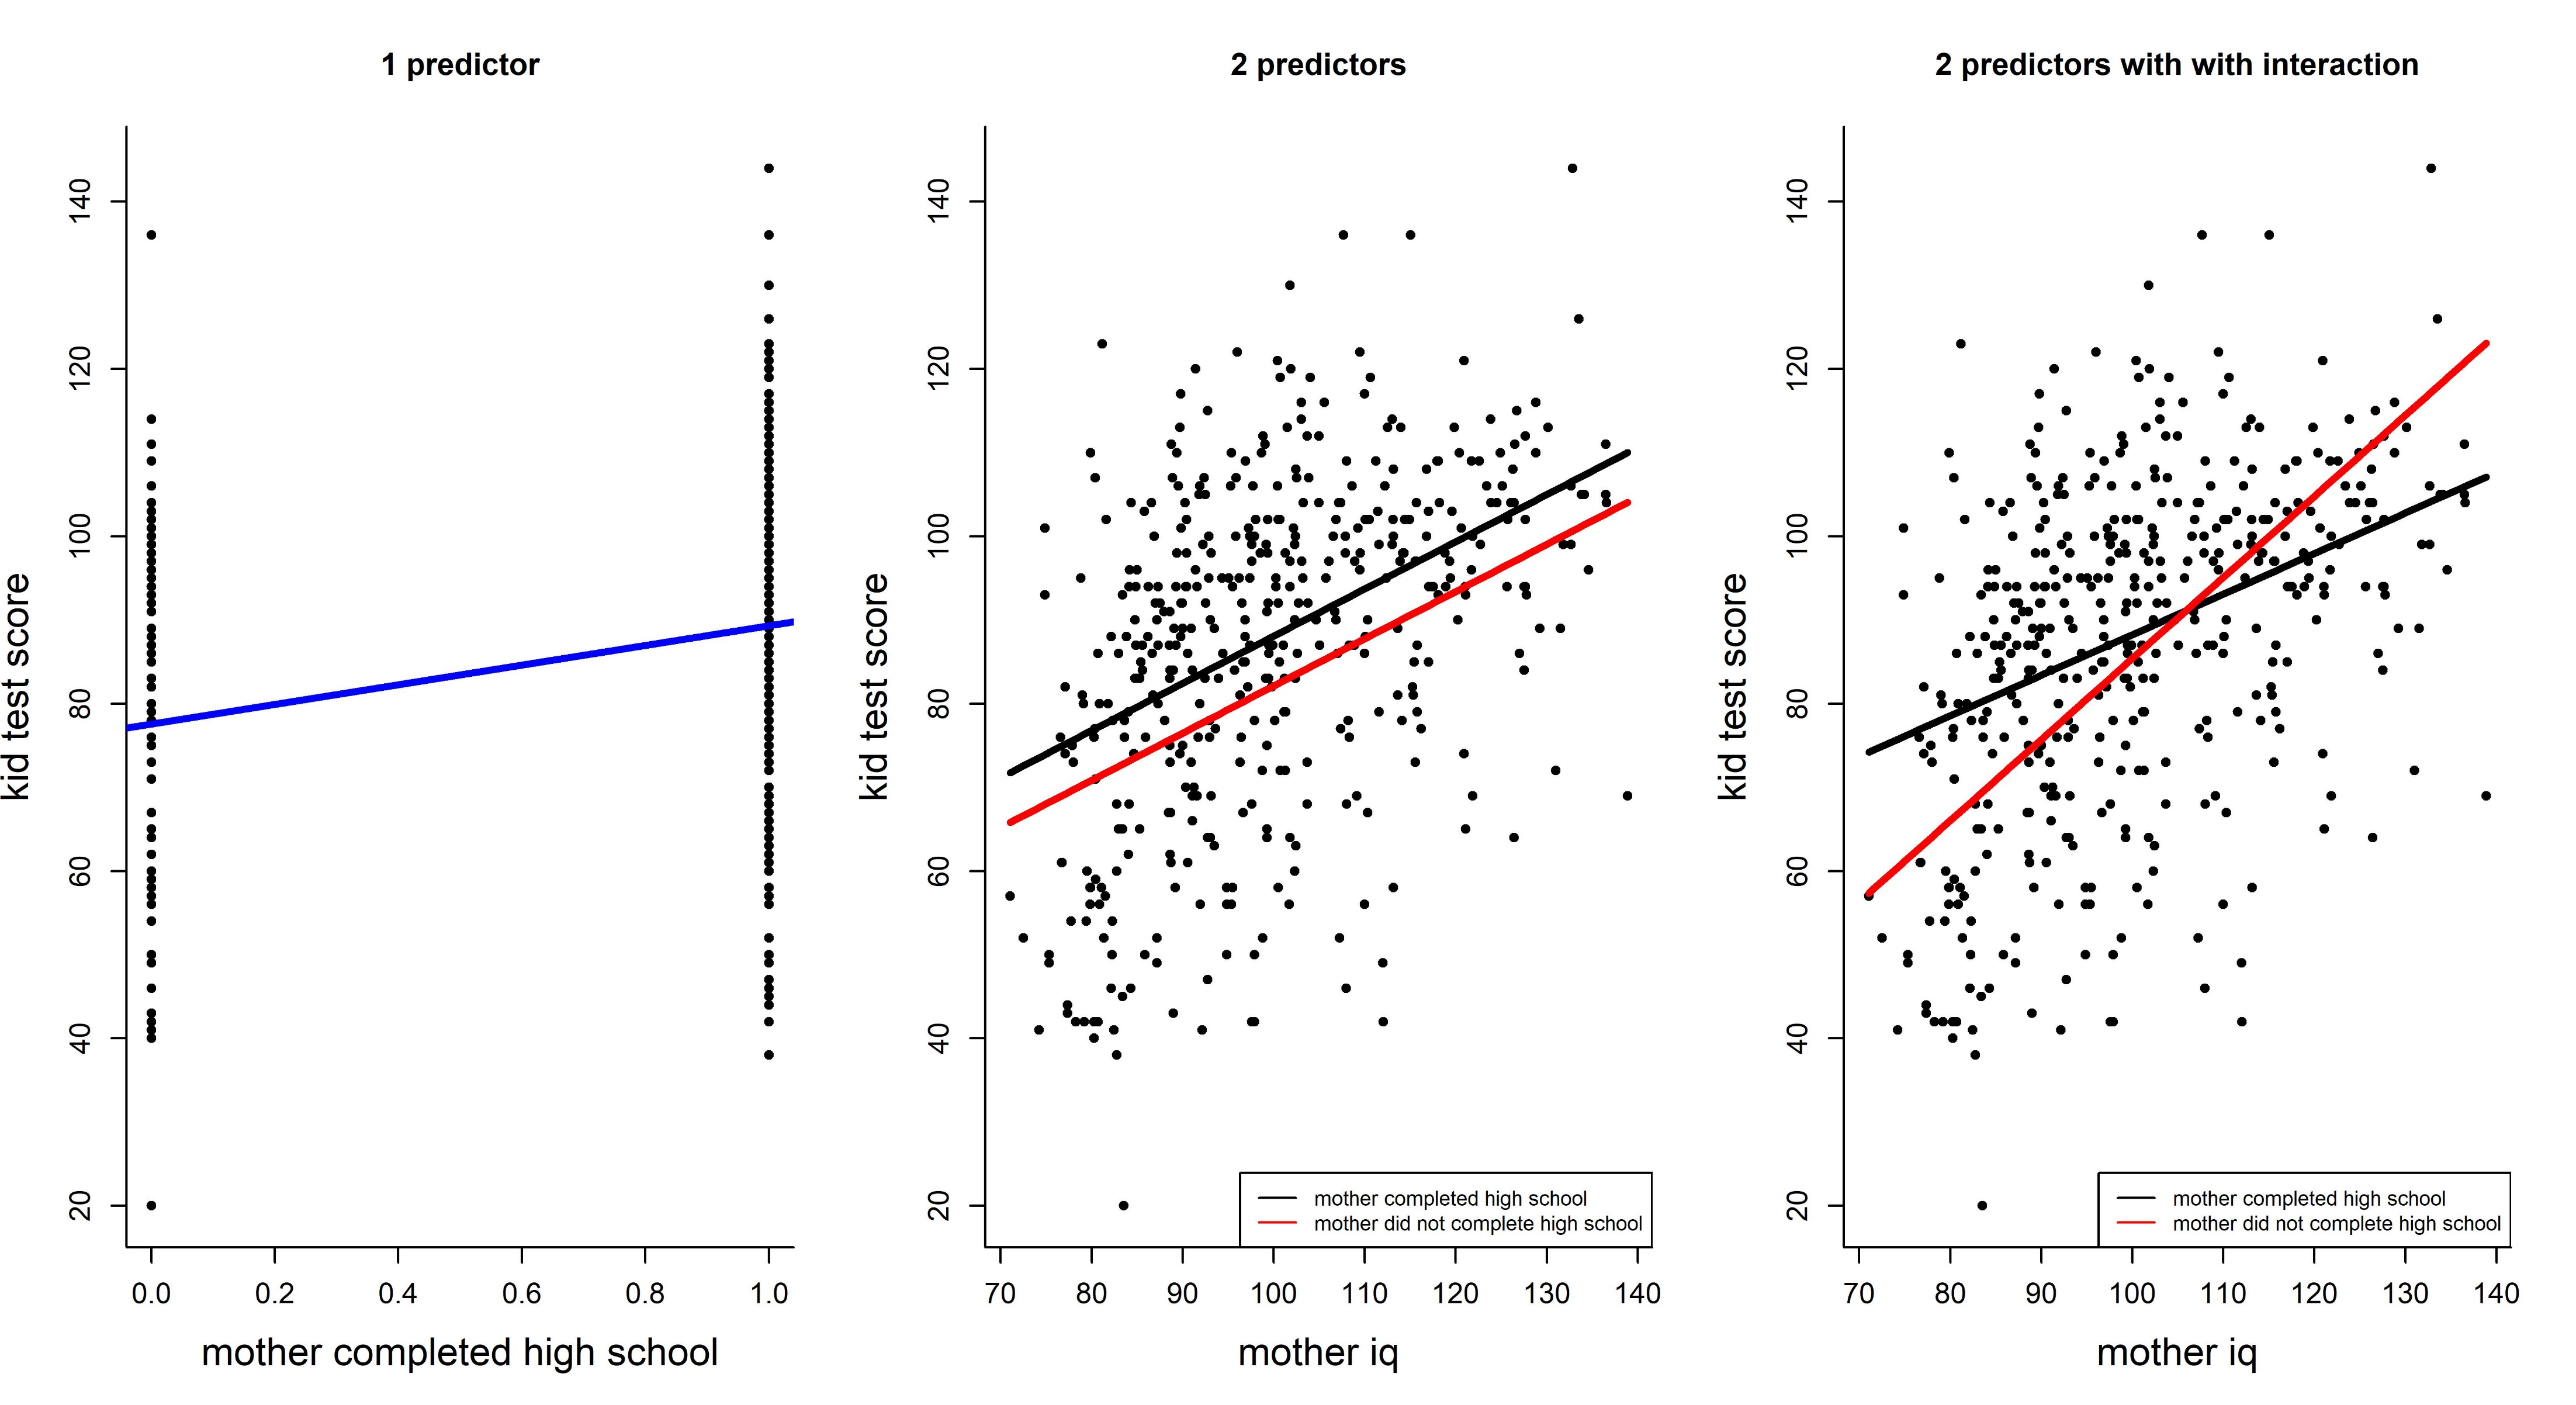 1 predictor
140
120
100
80
60
40
20
kid test score
0.0 0.2 0.4 0.6 0.8 1.0
mother completed high school
2 predictors
140
120
100
80
60
40
20
kid test score
mother completed high school
mother did not complete high school
70 80 90 100 110 120 130 140
mother iq
2 predictors with with interaction
140
120
100
80
60
40
20
kid test score
mother completed high school
mother did not complete high school
70 80 90 100 110 120 130 140
mother iq